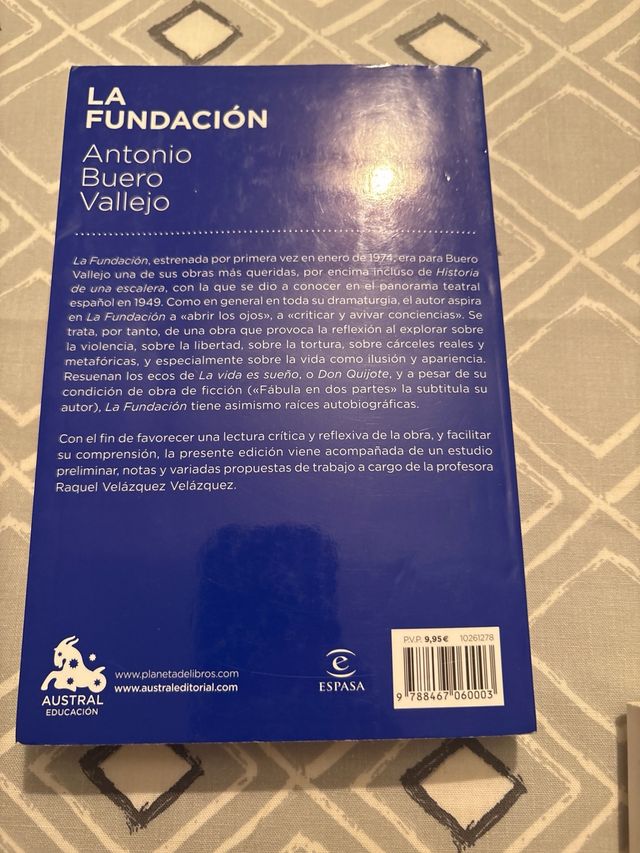 LA
FUNDACIÓN
Antonio
Buero
Vallejo
La Fundación, estrenada por primera vez en enero de 1974, era para Buero
Vallejo una de sus obras más queridas, por encima incluso de Historia
de una escalera, con la que se dio a conocer en el panorama teatral
español en 1949. Como en general en toda su dramaturgia, el autor aspira
en La Fundación a «abrir los ojos», a «criticar y avivar conciencias». Se
trata, por tanto, de una obra que provoca la reflexión al explorar sobre
la violencia, sobre la libertad, sobre la tortura, sobre cárceles reales y
metafóricas, y especialmente sobre la vida como ilusión y apariencia.
Resuenan los ecos de La vida es sueño, o Don Quijote, y a pesar de su
condición de obra de ficción («Fábula en dos partes» la subtitula su
autor), La Fundación tiene asimismo raíces autobiográficas.
Con el fin de favorecer una lectura crítica y reflexiva de la obra, y facilitar
su comprensión, la presente edición viene acompañada de un estudio
preliminar, notas y variadas propuestas de trabajo a cargo de la profesora
Raquel Velázquez Velázquez.
AUSTRAL
EDUCACIÓN
www.planetadelibros.com
www.australeditorial.com
ESPASA
P.V.P. 9,95 € 10261278
9 788467 060003